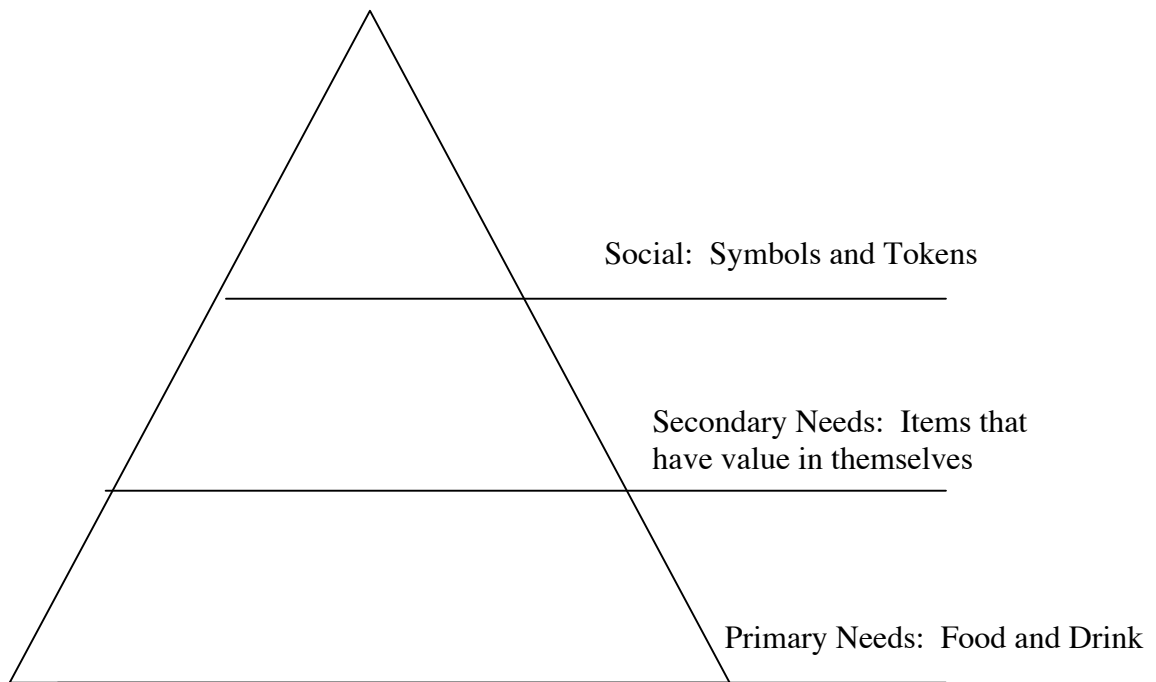 Social:  Symbols and Tokens
Secondary Needs:  Items that
have value in themselves
Primary Needs:  Food and Drink